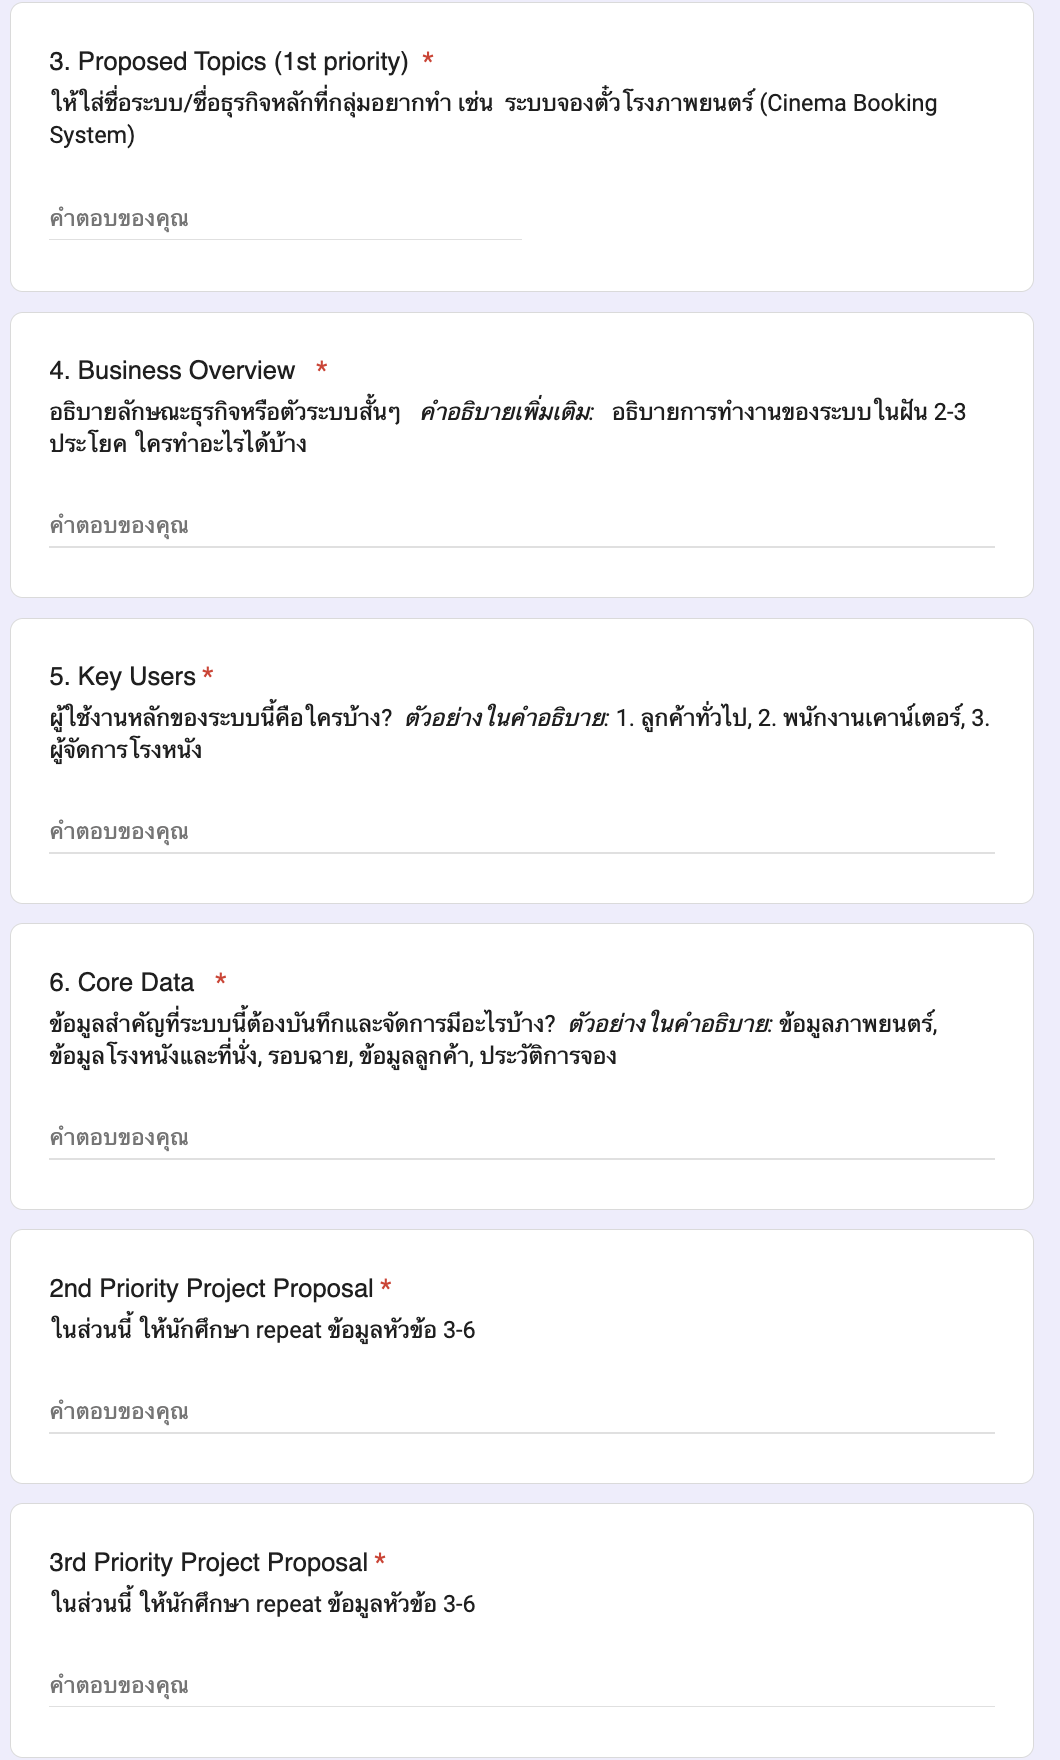 3. Proposed Topics (1st priority) *
ให้ใส่ชื่อระบบ/ชื่อธุรกิจหลักที่กลุ่มอยากทำ เช่น ระบบจองตั๋วโรงภาพยนตร์ (Cinema Booking
System)
คำตอบของคุณ
4. Business Overview *
อธิบายลักษณะธุรกิจหรือตัวระบบสั้นๆ คำอธิบายเพิ่มเติม: อธิบายการทำงานของระบบในฝัน 2-3
ประโยค ใครทำอะไรได้บ้าง
คำตอบของคุณ
5. Key Users *
ผู้ใช้งานหลักของระบบนี้คือใครบ้าง? ตัวอย่างในคำอธิบาย: 1. ลูกค้าทั่วไป, 2. พนักงานเคาน์เตอร์, 3.
ผู้จัดการโรงหนัง
คำตอบของคุณ
6. Core Data *
ข้อมูลสำคัญที่ระบบนี้ต้องบันทึกและจัดการมีอะไรบ้าง? ตัวอย่างในคำอธิบาย: ข้อมูลภาพยนตร์,
ข้อมูลโรงหนังและที่นั่ง, รอบฉาย, ข้อมูลลูกค้า, ประวัติการจอง
คำตอบของคุณ
2nd Priority Project Proposal *
ในส่วนนี้ ให้นักศึกษา repeat ข้อมูลหัวข้อ 3-6
คำตอบของคุณ
3rd Priority Project Proposal *
ในส่วนนี้ ให้นักศึกษา repeat ข้อมูลหัวข้อ 3-6
คำตอบของคุณ